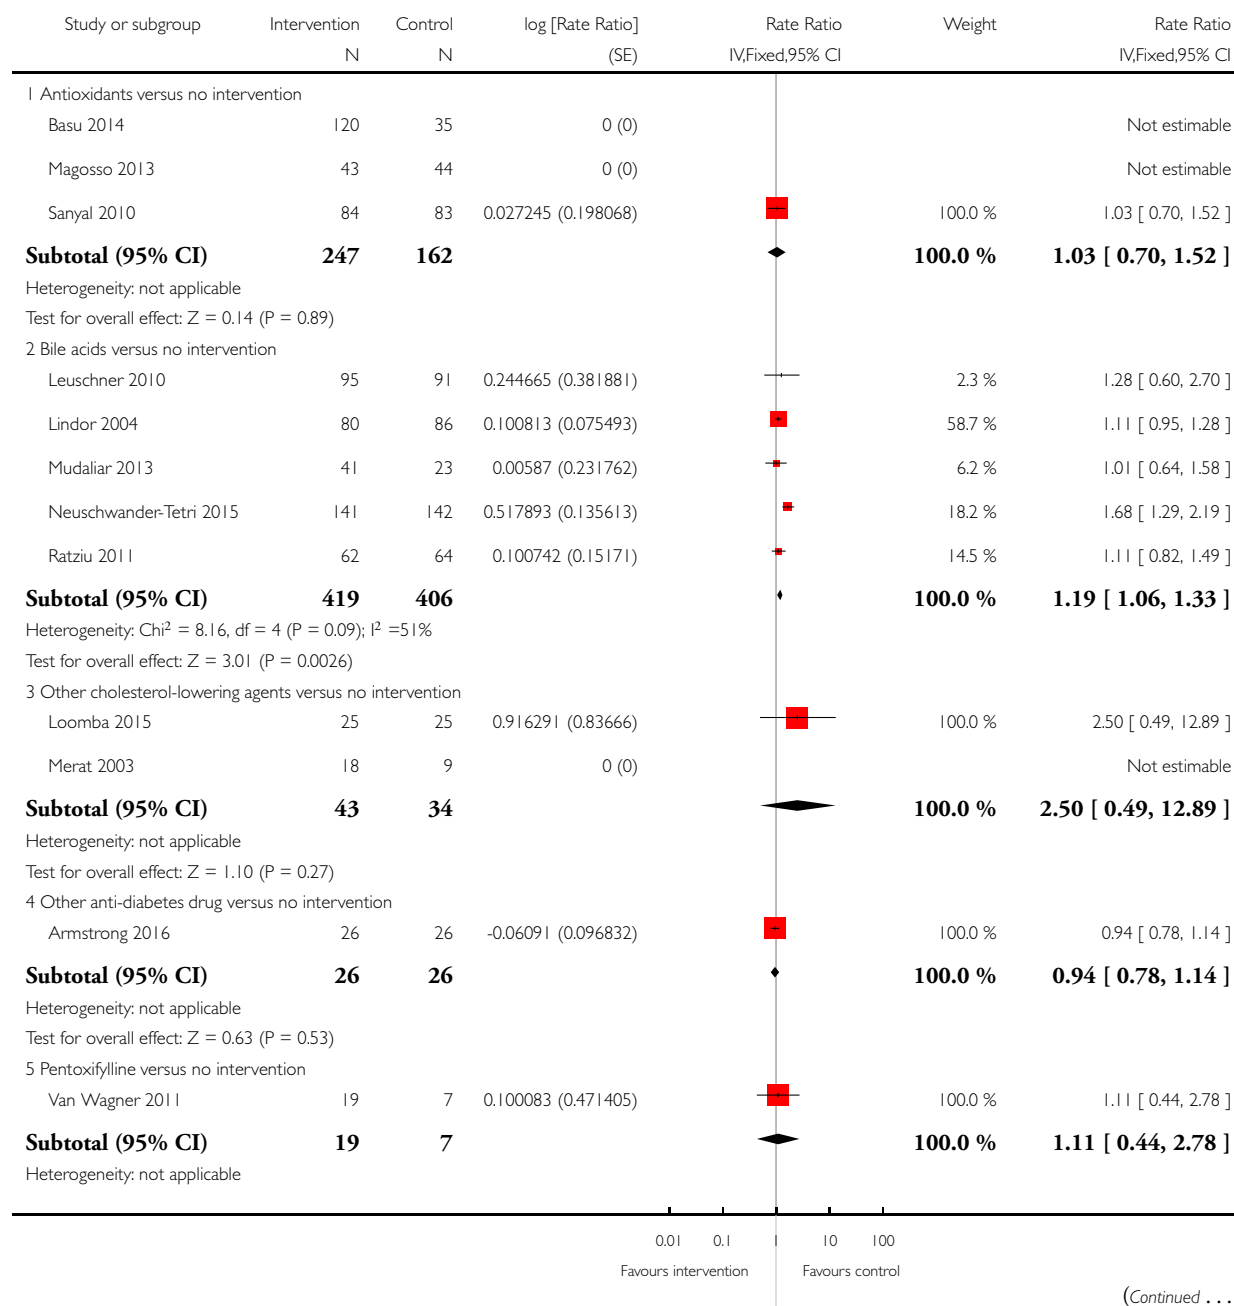 Study or subgroup Intervention Control log [Rate Ratio] Rate Ratio Weight Rate Ratio
N N (SE) IV,Fixed,95% CI IV,Fixed,95% CI
1 Antioxidants versus no intervention
Basu 2014 120 35 0 (0) Not estimable
Magosso 2013 43 44 0 (0) Not estimable
Sanyal 2010 84 83 0.027245 (0.198068) 100.0 % 1.03 [ 0.70, 1.52 ]
Subtotal (95% CI) 247 162 100.0 % 1.03 [ 0.70, 1.52 ]
Heterogeneity: not applicable
Test for overall effect: Z = 0.14 (P = 0.89)
2 Bile acids versus no intervention
Leuschner 2010 95 91 0.244665 (0.381881) 2.3 % 1.28 [ 0.60, 2.70 ]
Lindor 2004 80 86 0.100813 (0.075493) 58.7 % 1.11 [ 0.95, 1.28 ]
Mudaliar 2013 41 23 0.00587 (0.231762) 6.2 % 1.01 [ 0.64, 1.58 ]
Neuschwander-Tetri 2015 141 142 0.517893 (0.135613) 18.2 % 1.68 [ 1.29, 2.19 ]
Ratziu 2011 62 64 0.100742 (0.15171) 14.5 % 1.11 [ 0.82, 1.49 ]
Subtotal (95% CI) 419 406 100.0 % 1.19 [ 1.06, 1.33 ]
Heterogeneity: Chi² = 8.16, df = 4 (P = 0.09); I² =51%
Test for overall effect: Z = 3.01 (P = 0.0026)
3 Other cholesterol-lowering agents versus no intervention
Loomba 2015 25 25 0.916291 (0.83666) 100.0 % 2.50 [ 0.49, 12.89 ]
Merat 2003 18 9 0 (0) Not estimable
Subtotal (95% CI) 43 34 100.0 % 2.50 [ 0.49, 12.89 ]
Heterogeneity: not applicable
Test for overall effect: Z = 1.10 (P = 0.27)
4 Other anti-diabetes drug versus no intervention
Armstrong 2016 26 26 -0.06091 (0.096832) 100.0 % 0.94 [ 0.78, 1.14 ]
Subtotal (95% CI) 26 26 100.0 % 0.94 [ 0.78, 1.14 ]
Heterogeneity: not applicable
Test for overall effect: Z = 0.63 (P = 0.53)
5 Pentoxifylline versus no intervention
Van Wagner 2011 19 7 0.100083 (0.471405) 100.0 % 1.11 [ 0.44, 2.78 ]
Subtotal (95% CI) 19 7 100.0 % 1.11 [ 0.44, 2.78 ]
Heterogeneity: not applicable
0.01 0.1 1 10 100
Favours intervention Favours control
(Continued . . .